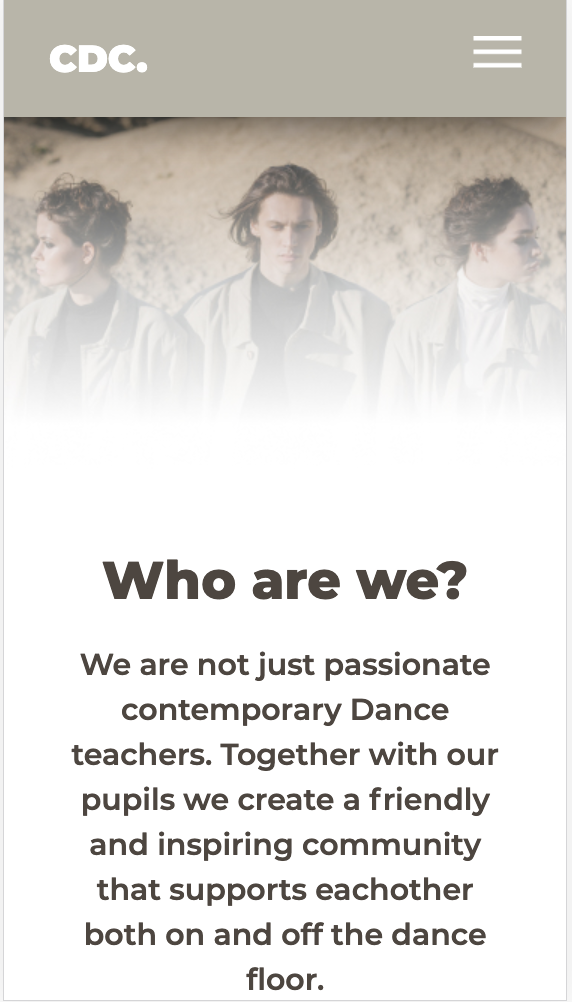 CDC.
Who are we?
We are not just passionate
contemporary Dance
teachers. Together with our
pupils we create a friendly
and inspiring community
that supports eachother
both on and off the dance
floor.